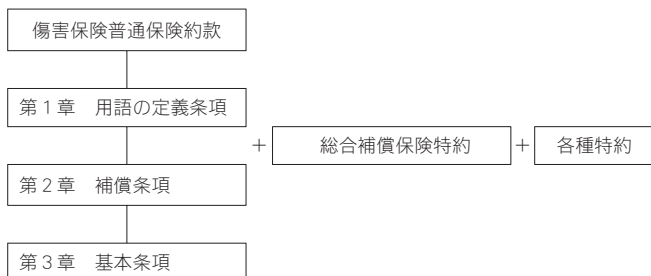 傷害保険普通保険約款
第1章 用語の定義条項
+ 総合補償保険特約 + 各種特約
第2章 補償条項
第3章 基本条項